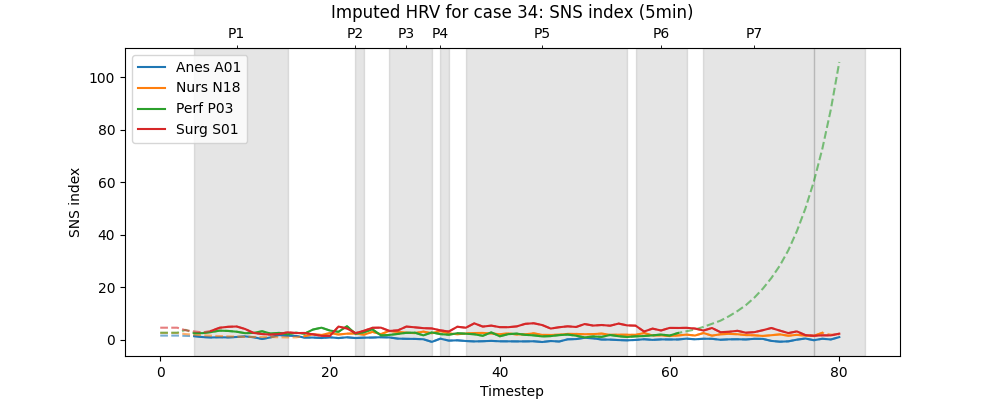 Imputed HRV for case 34: SNS index (5min)
P1 P2 P3 P4 P5 P6 P7
Anes A01
Nurs N18
Perf P03
Surg S01
SNS index
100
80
60
40
20
0
0 20 40 60 80
Timestep